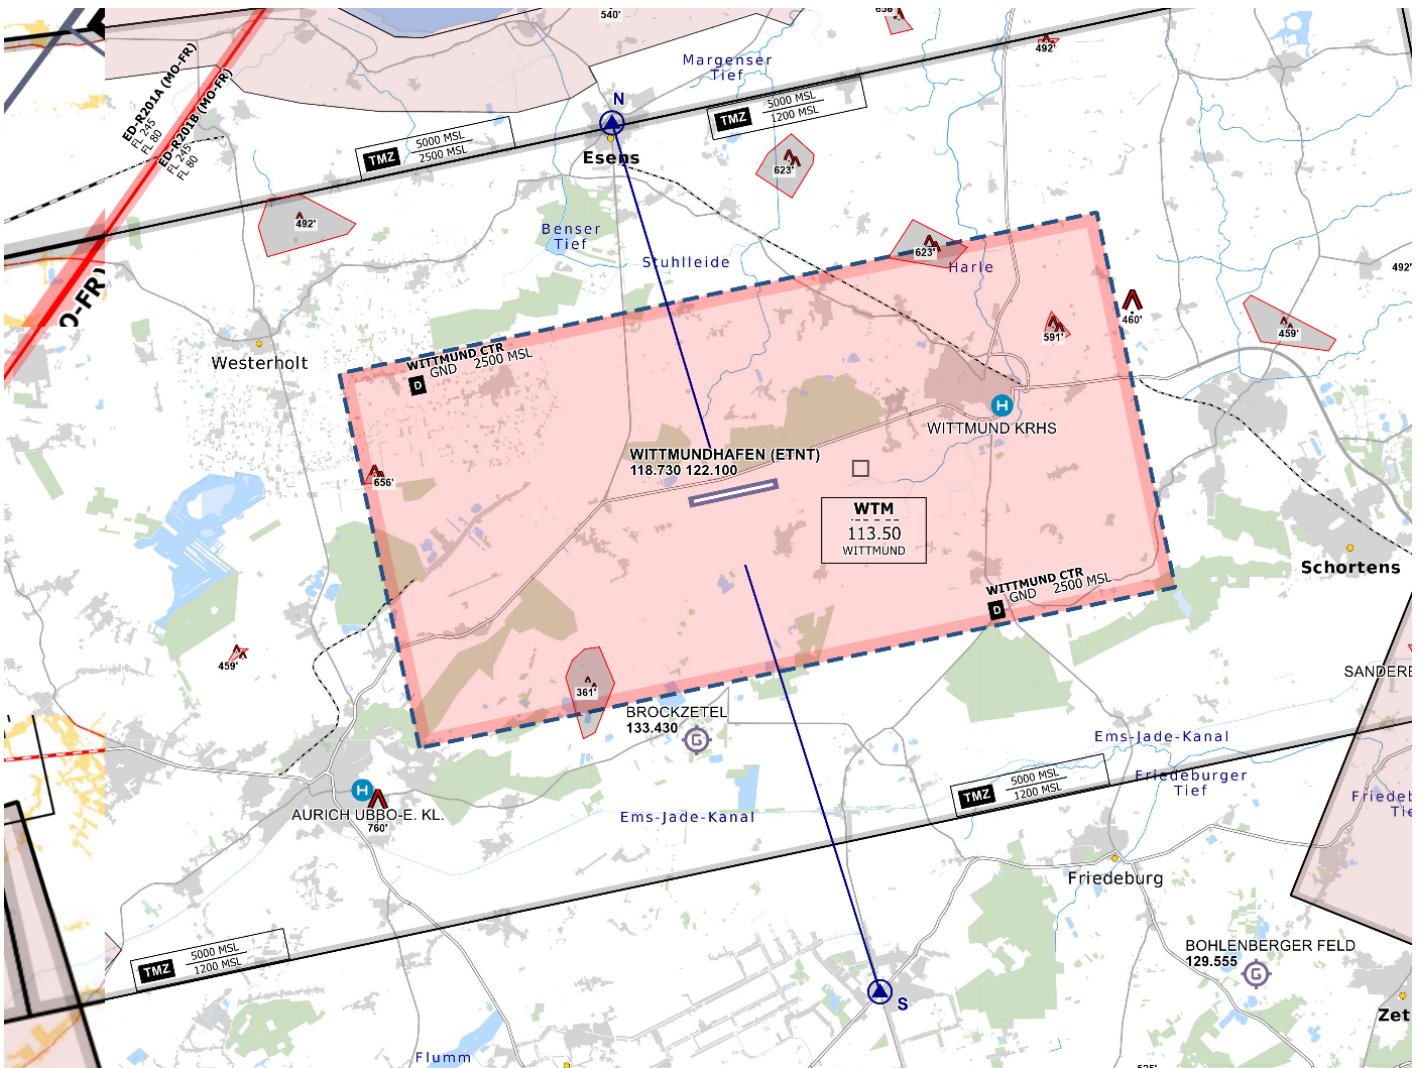 540'
656'
492'
Margenser
Tief
ED-R201A (MO-FR)
FL 245
FL 80
ED-R201B (MO-FR)
FL 245
FL 80
N
TMZ
5000 MSL
1200 MSL
TMZ
5000 MSL
2500 MSL
Esens
623'
492'
Benser
Tief
Stuhlleide
623'
Harle
492'
O-FR)
460'
591'
459'
Westerholt
WITTMUND CTR
D
GND 2500 MSL
H
WITTMUND KRHS
WITTMUNDHAFEN (ETNT)
118.730 122.100
656'
WTM
113.50
WITTMUND
Schortens
WITTMUND CTR
D
GND 2500 MSL
459'
361'
SANDERE
BROCKZETEL
133.430
G
Ems-Jade-Kanal
Friedeburger
Tief
TMZ
5000 MSL
1200 MSL
Friedeb
Tie
H
AURICH UBBO-E. KL.
760'
Ems-Jade-Kanal
Friedeburg
TMZ
5000 MSL
1200 MSL
BOHLENBERGER FELD
129.555
G
S
Zet
Flumm
525'